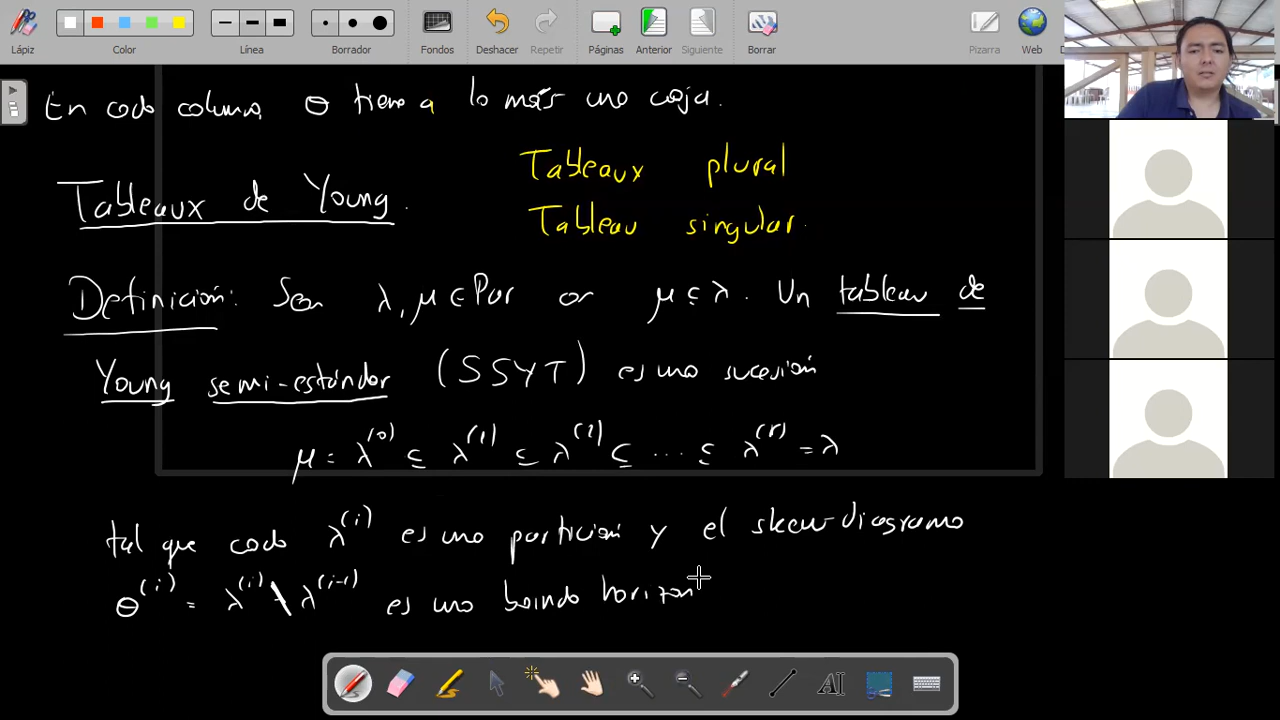 Lápiz Color Línea Borrador Fondos Deshacer Repetir Páginas Anterior Siguiente Borrar Pizarra Web
En cada columna, θ tiene a lo más una caja.
Tableaux plural
Tableaux de Young.
Tableau singular.
Definición: Sean λ, μ ∈ Par con μ ⊆ λ. Un tableau de
Young semi-estándar (SSYT) es una sucesión
μ = λ^(0) ⊆ λ^(1) ⊆ λ^(2) ⊆ ... ⊆ λ^(r) = λ
tal que cada λ^(i) es una partición y el skew-diagrama
θ^(i) = λ^(i) \ λ^(i-1) es una banda horizon
AI